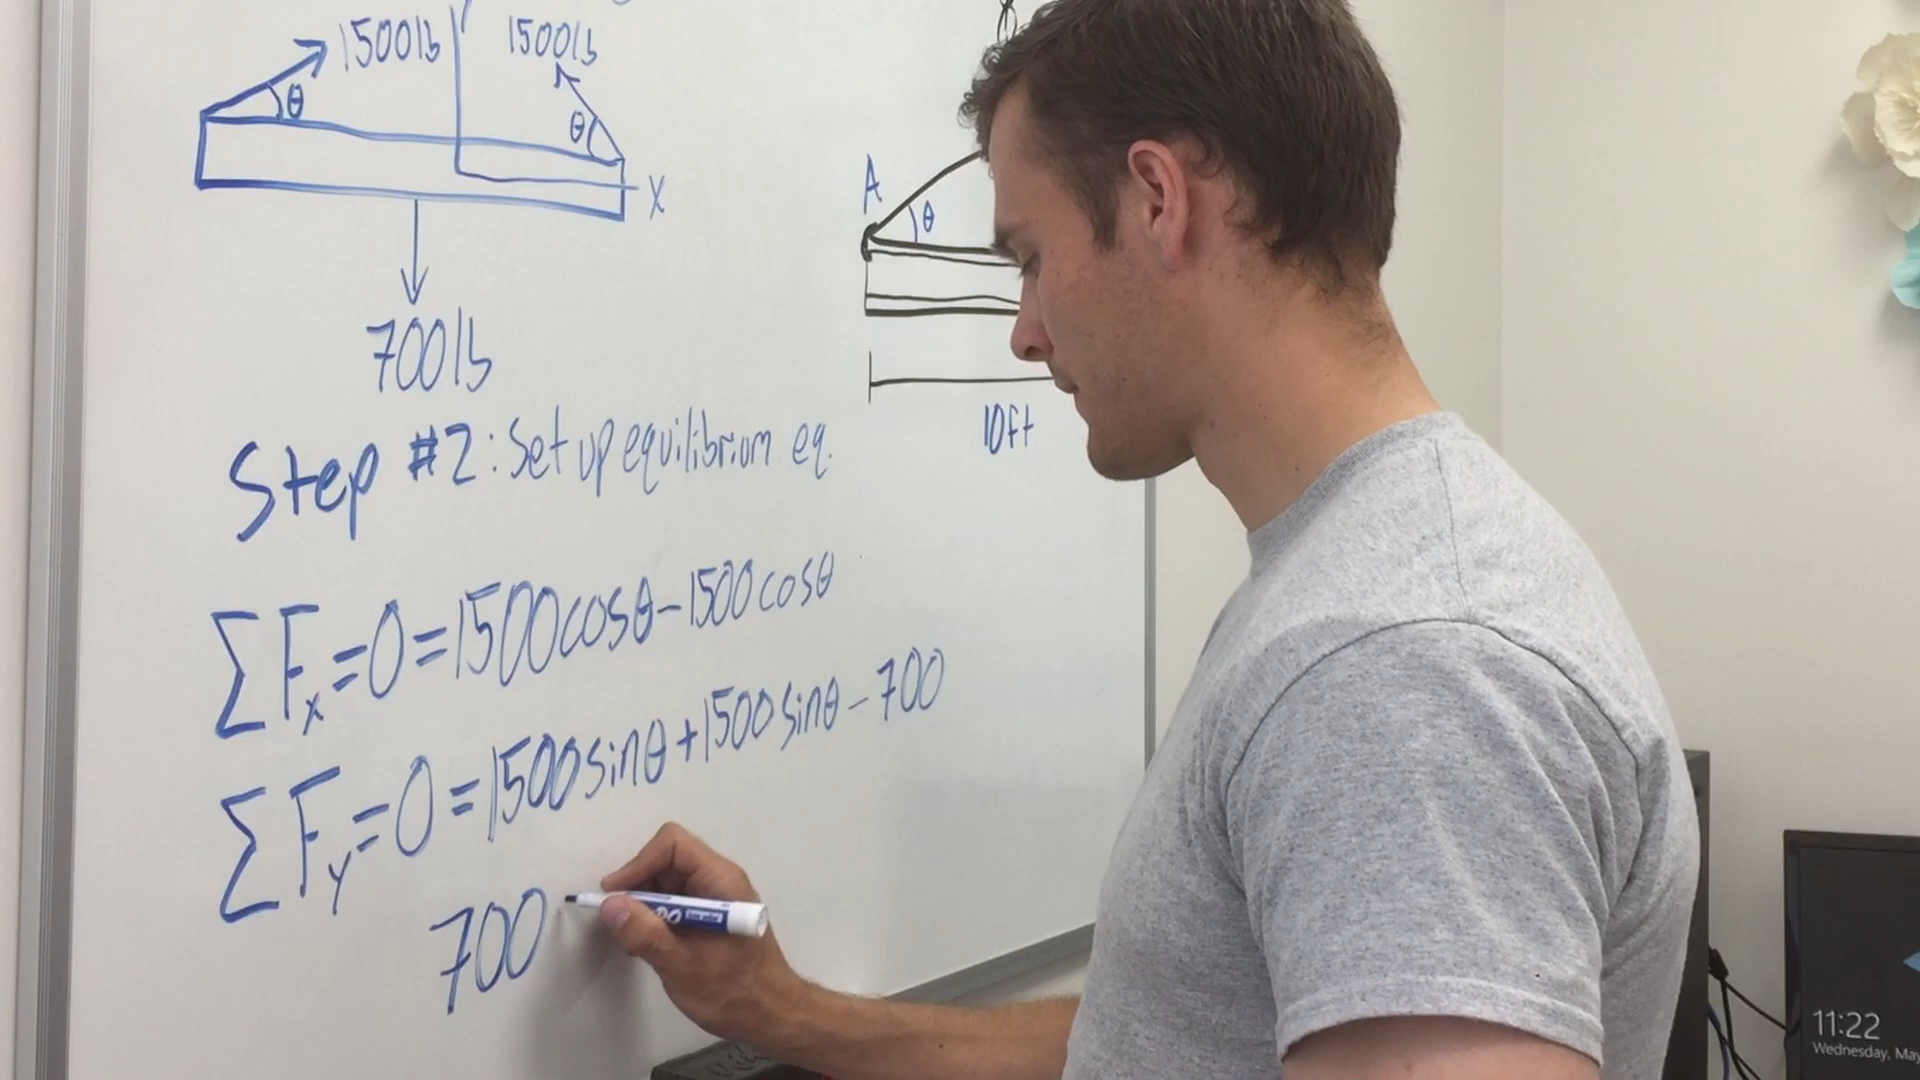 1500lb
1500lb
θ
θ
X
700lb
A
θ
10ft
Step #2: Set up equilibrium eq.
ΣFx=0=1500cosθ-1500cosθ
ΣFy=0=1500sinθ+1500sinθ-700
700
11:22
Wednesday, May